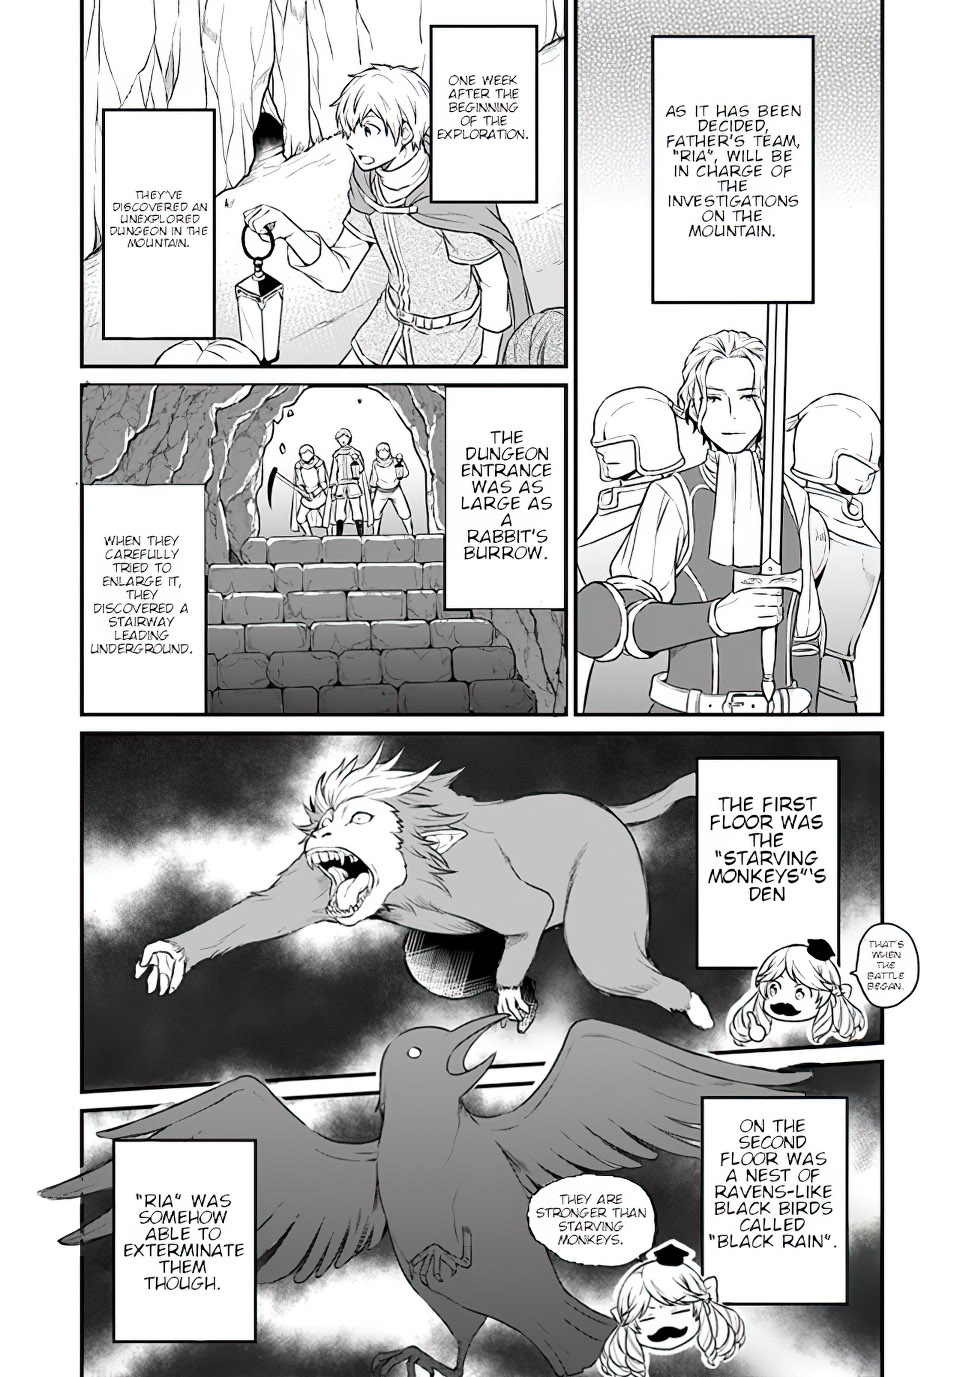 AS IT HAS BEEN
DECIDED,
FATHER'S TEAM,
"RIA", WILL BE
IN CHARGE OF
THE
INVESTIGATIONS
ON THE
MOUNTAIN.
ONE WEEK
AFTER THE
BEGINNING
OF THE
EXPLORATION.
THEY'VE
DISCOVERED AN
UNEXPLORED
DUNGEON IN THE
MOUNTAIN.
THE
DUNGEON
ENTRANCE
WAS AS
LARGE AS
A
RABBIT'S
BURROW.
WHEN THEY
CAREFULLY
TRIED TO
ENLARGE IT,
THEY
DISCOVERED A
STAIRWAY
LEADING
UNDERGROUND.
THE FIRST
FLOOR WAS
THE
"STARVING
MONKEYS"'S
DEN
THAT'S
WHEN
THE
BATTLE
BEGAN.
ON THE
SECOND
FLOOR WAS
A NEST OF
RAVENS-LIKE
BLACK BIRDS
CALLED
"BLACK RAIN".
THEY ARE
STRONGER THAN
STARVING
MONKEYS.
"RIA" WAS
SOMEHOW
ABLE TO
EXTERMINATE
THEM
THOUGH.